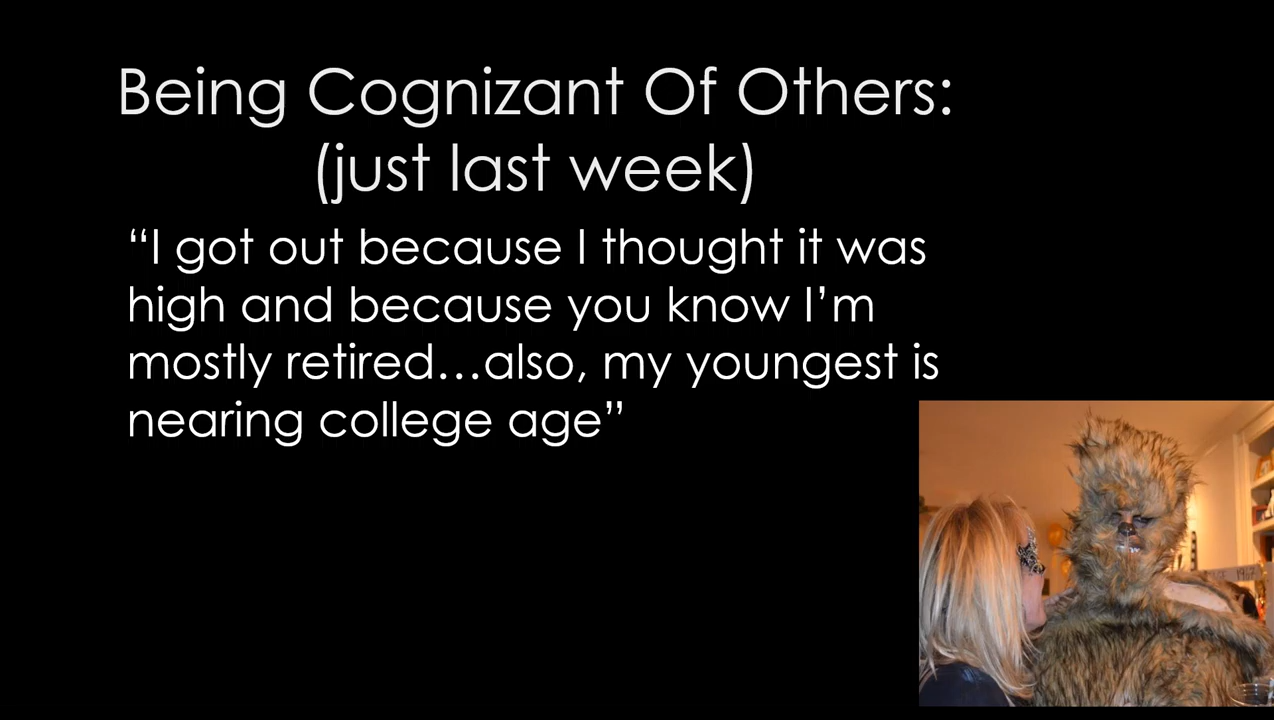 Being Cognizant Of Others:
(just last week)
“I got out because I thought it was
high and because you know I’m
mostly retired…also, my youngest is
nearing college age”